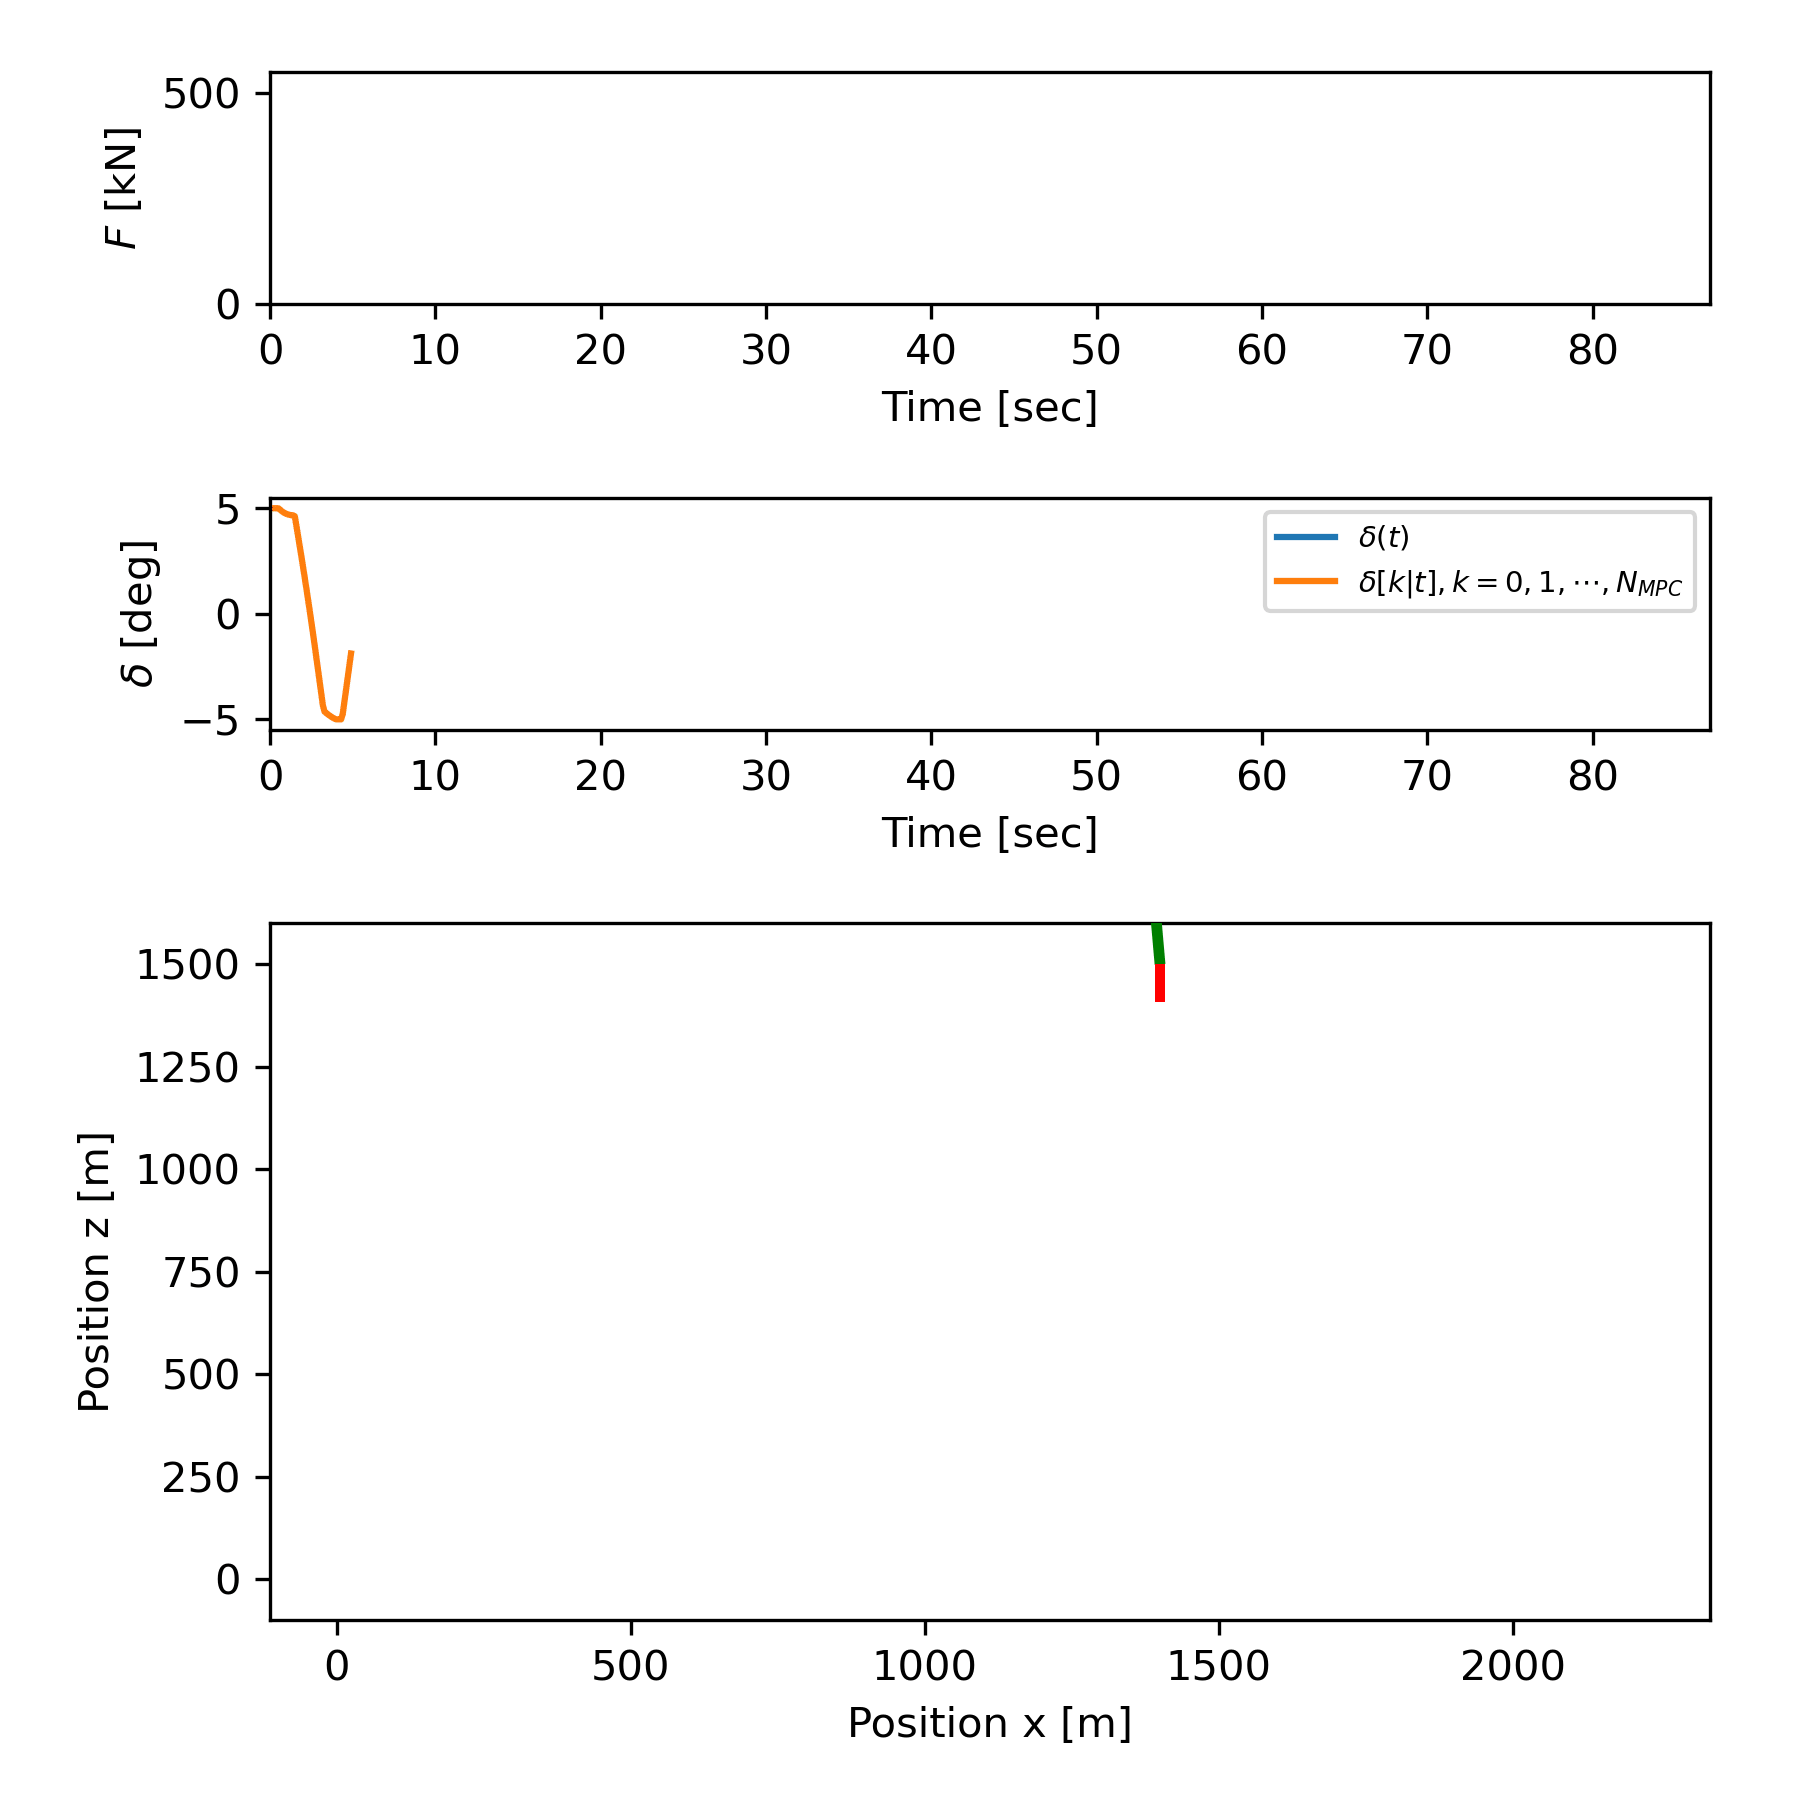 500
F [kN]
0
0 10 20 30 40 50 60 70 80
Time [sec]
5
δ(t)
δ[k|t], k = 0, 1, ⋯, N_{MPC}
0
δ [deg]
−5
0 10 20 30 40 50 60 70 80
Time [sec]
1500
1250
1000
Position z [m]
750
500
250
0
0 500 1000 1500 2000
Position x [m]